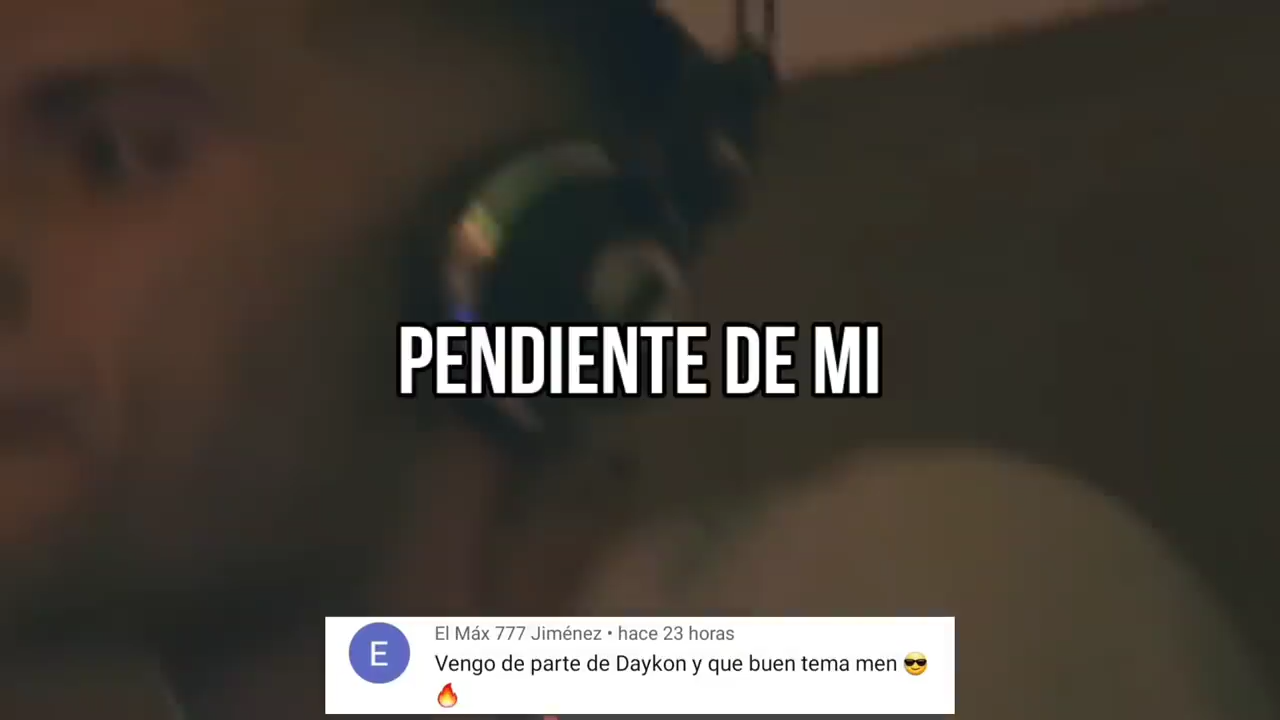 PENDIENTE DE MI
E
El Máx 777 Jiménez • hace 23 horas
Vengo de parte de Daykon y que buen tema men 😎
🔥